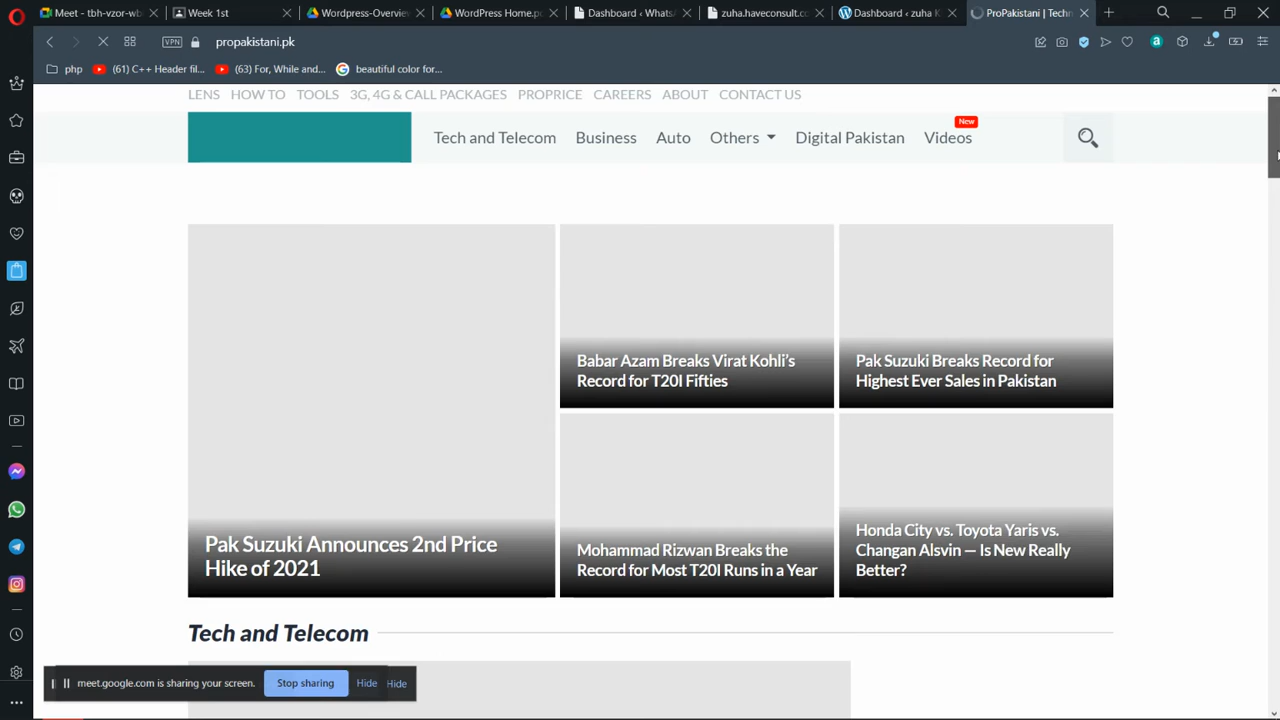 Meet - tbh-vzor-wb
Week 1st
Wordpress-Overview
WordPress Home.p
Dashboard ‹ Whats
zuha.haveconsult.c
Dashboard ‹ zuha K
ProPakistani | Techn
VPN
propakistani.pk
php
(61) C++ Header fil...
(63) For, While and...
beautiful color for...
LENS HOW TO TOOLS 3G, 4G & CALL PACKAGES PROPRICE CAREERS ABOUT CONTACT US
New
Tech and Telecom Business Auto Others Digital Pakistan Videos
Babar Azam Breaks Virat Kohli's
Record for T20I Fifties
Pak Suzuki Breaks Record for
Highest Ever Sales in Pakistan
Pak Suzuki Announces 2nd Price
Hike of 2021
Mohammad Rizwan Breaks the
Record for Most T20I Runs in a Year
Honda City vs. Toyota Yaris vs.
Changan Alsvin — Is New Really
Better?
Tech and Telecom
meet.google.com is sharing your screen.
Stop sharing
Hide
Hide